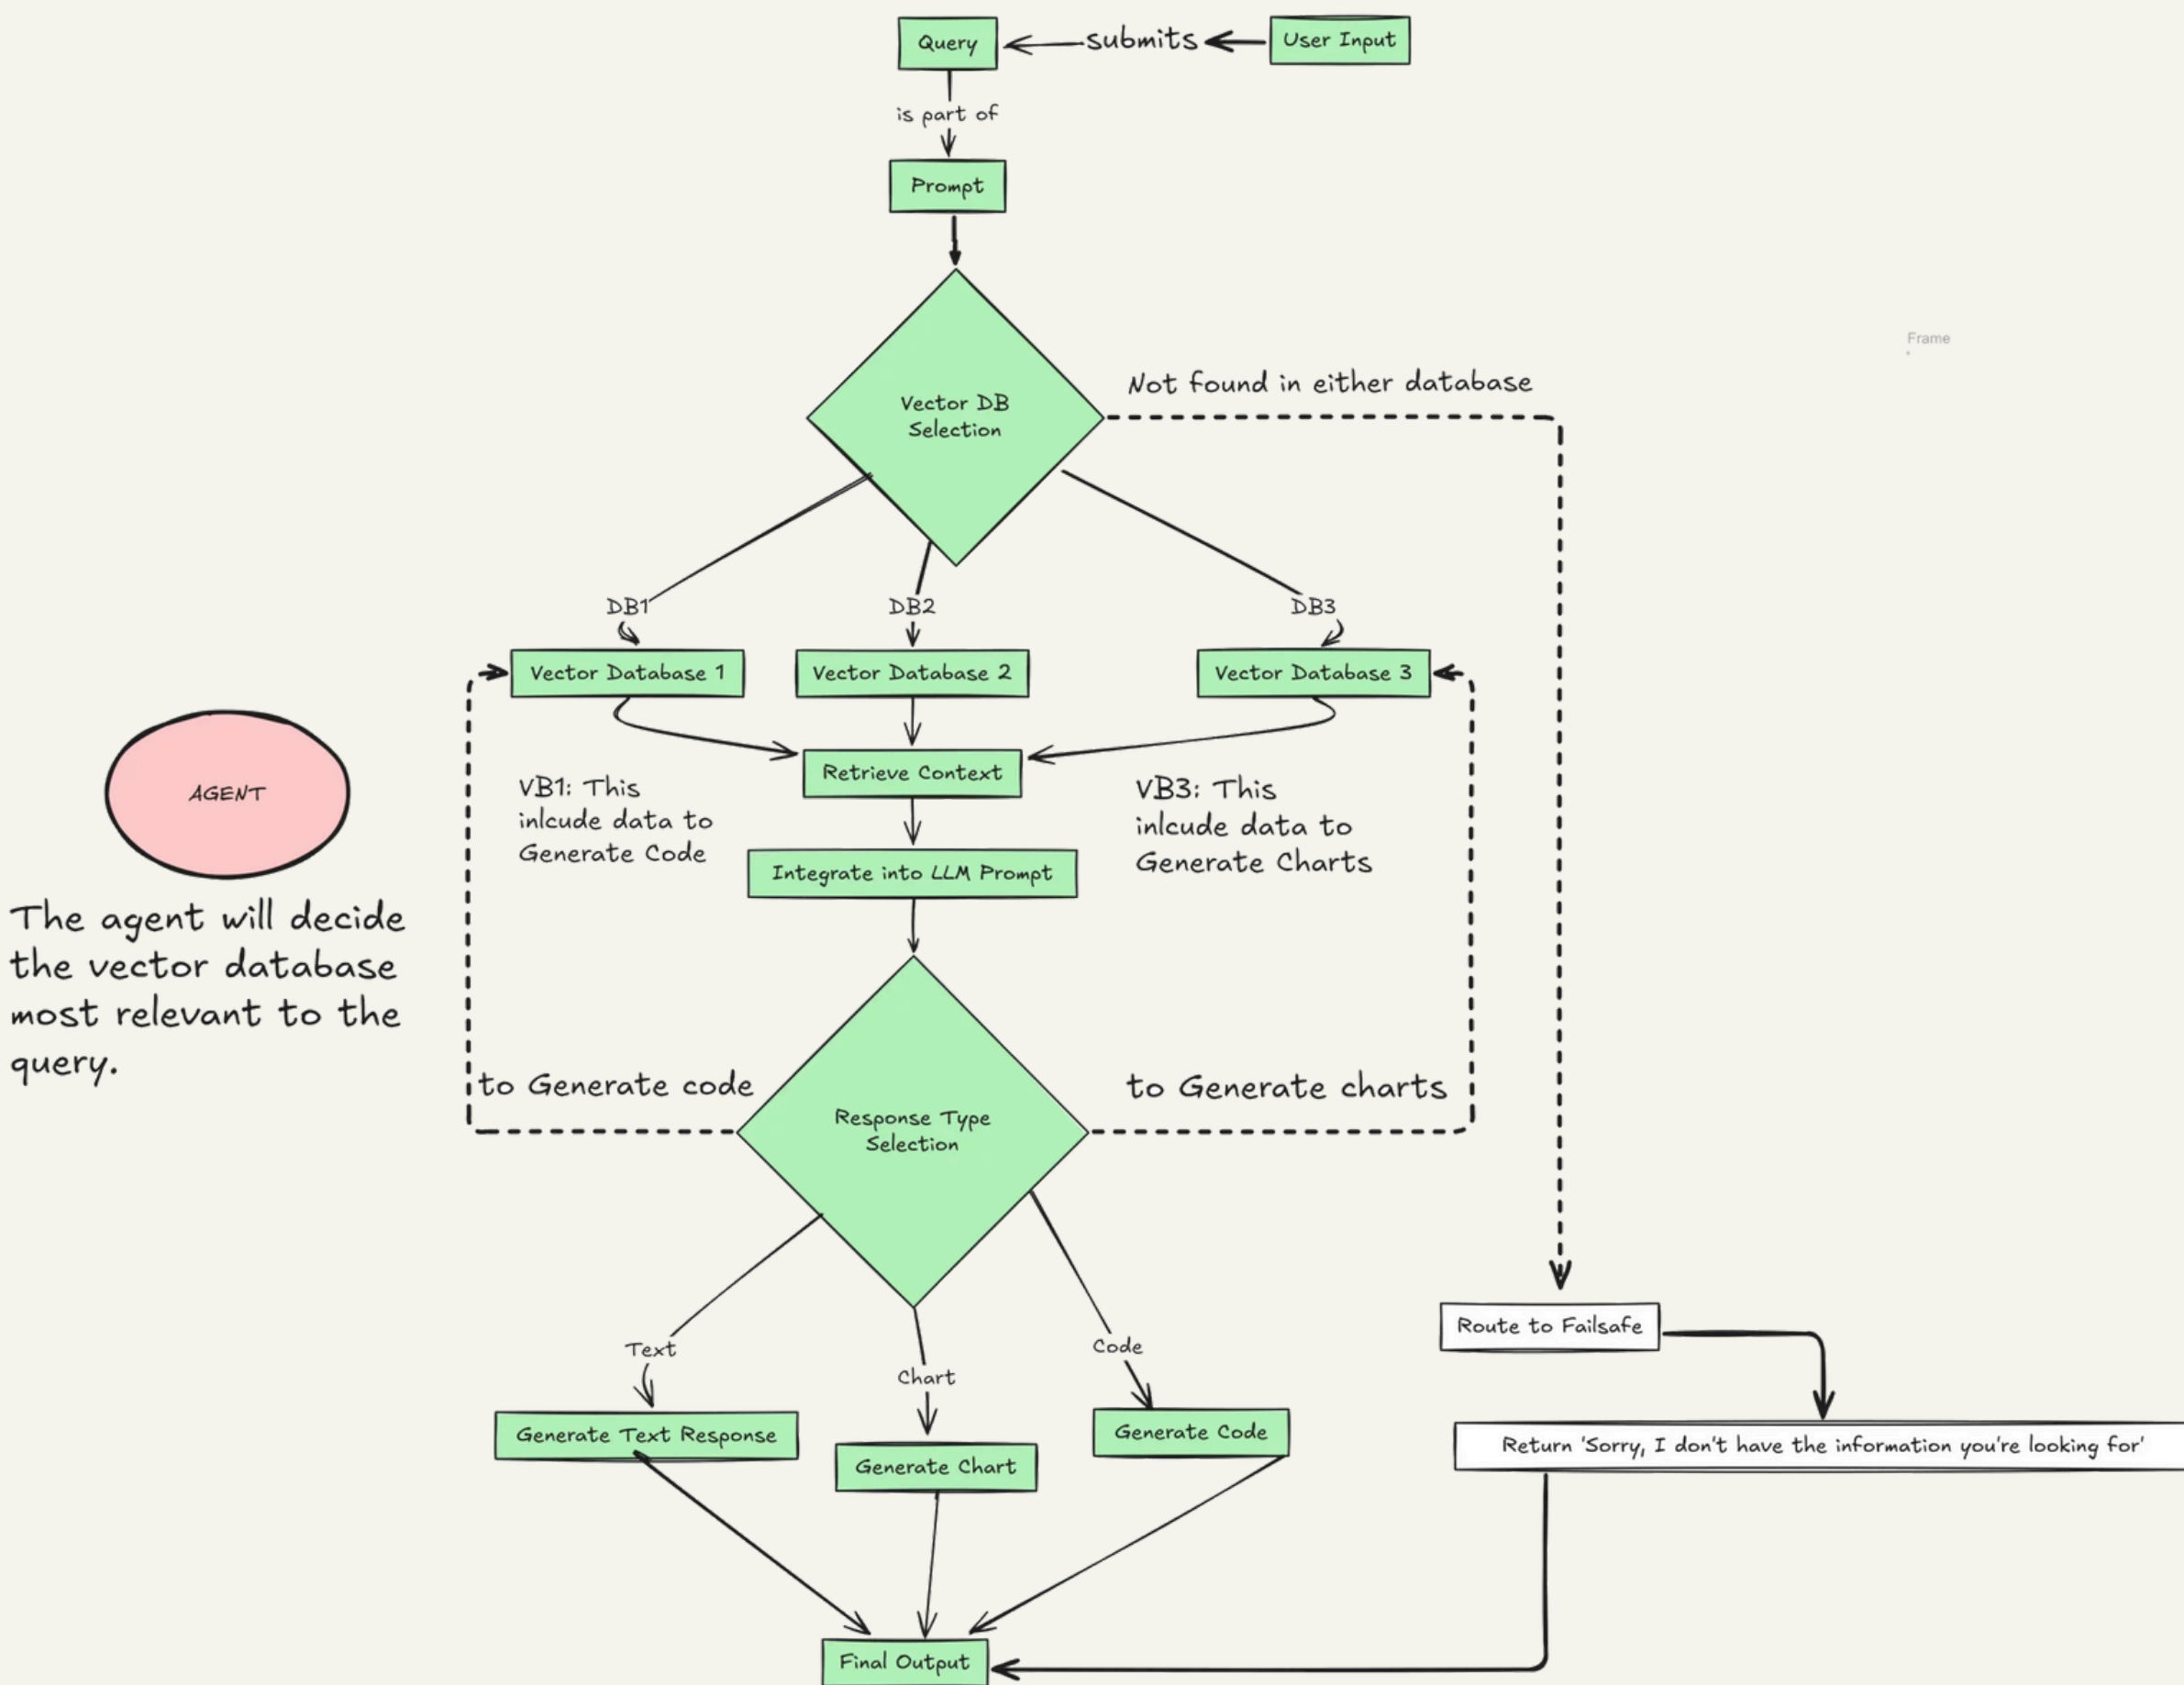 Query
submits
User Input
is part of
Prompt
Frame
Vector DB
Selection
Not found in either database
DB1
DB2
DB3
Vector Database 1
Vector Database 2
Vector Database 3
Retrieve Context
AGENT
VB1: This
inlcude data to
Generate Code
VB3: This
inlcude data to
Generate Charts
Integrate into LLM Prompt
The agent will decide
the vector database
most relevant to the
query.
to Generate code
to Generate charts
Response Type
Selection
Text
Chart
Code
Route to Failsafe
Generate Text Response
Generate Chart
Generate Code
Return 'Sorry, I don't have the information you're looking for'
Final Output